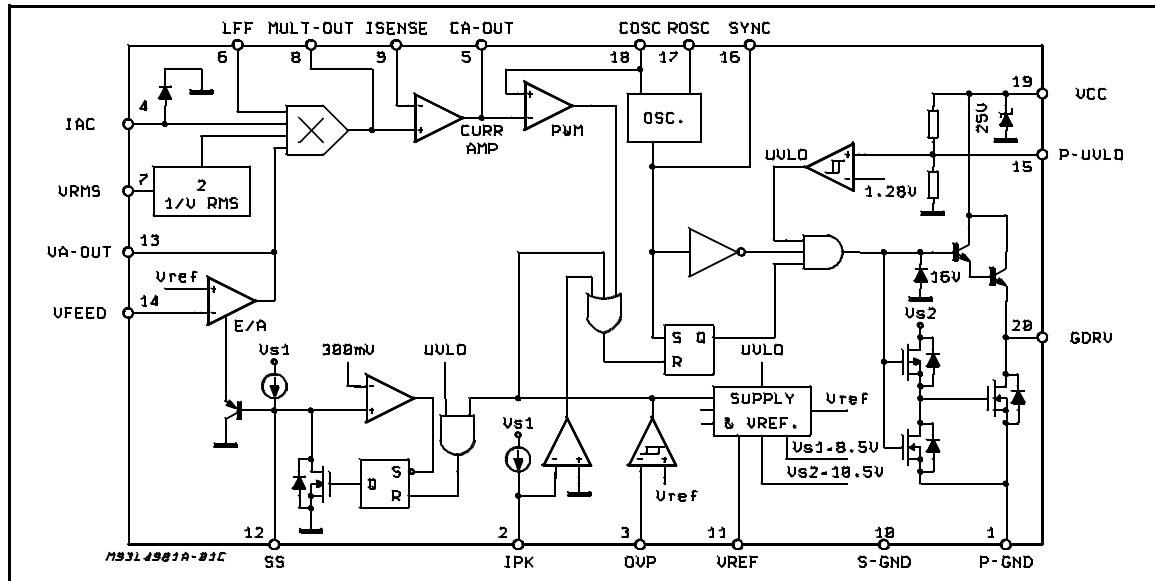 LFF MULT-OUT ISENSE CA-OUT COSC ROSC SYNC
6 8 9 5 18 17 16
19 VCC
4 IAC
25V
CURR AMP
PWM
OSC.
UVLO
P-UVLO 15
1.28V
7 VRMS
2
1/V RMS
13 VA-OUT
Vref
14 VFEED
E/A
16V
Vs2
S Q
R
20 GDRV
Vs1
300mV
UVLO
UVLO
SUPPLY
& VREF.
Vref
Vs1
Vs1-8.5V
Vs2-10.5V
Q S
R
Vref
12 2 3 11 10 1
M93L4981A-01C
SS IPK OVP VREF S-GND P-GND